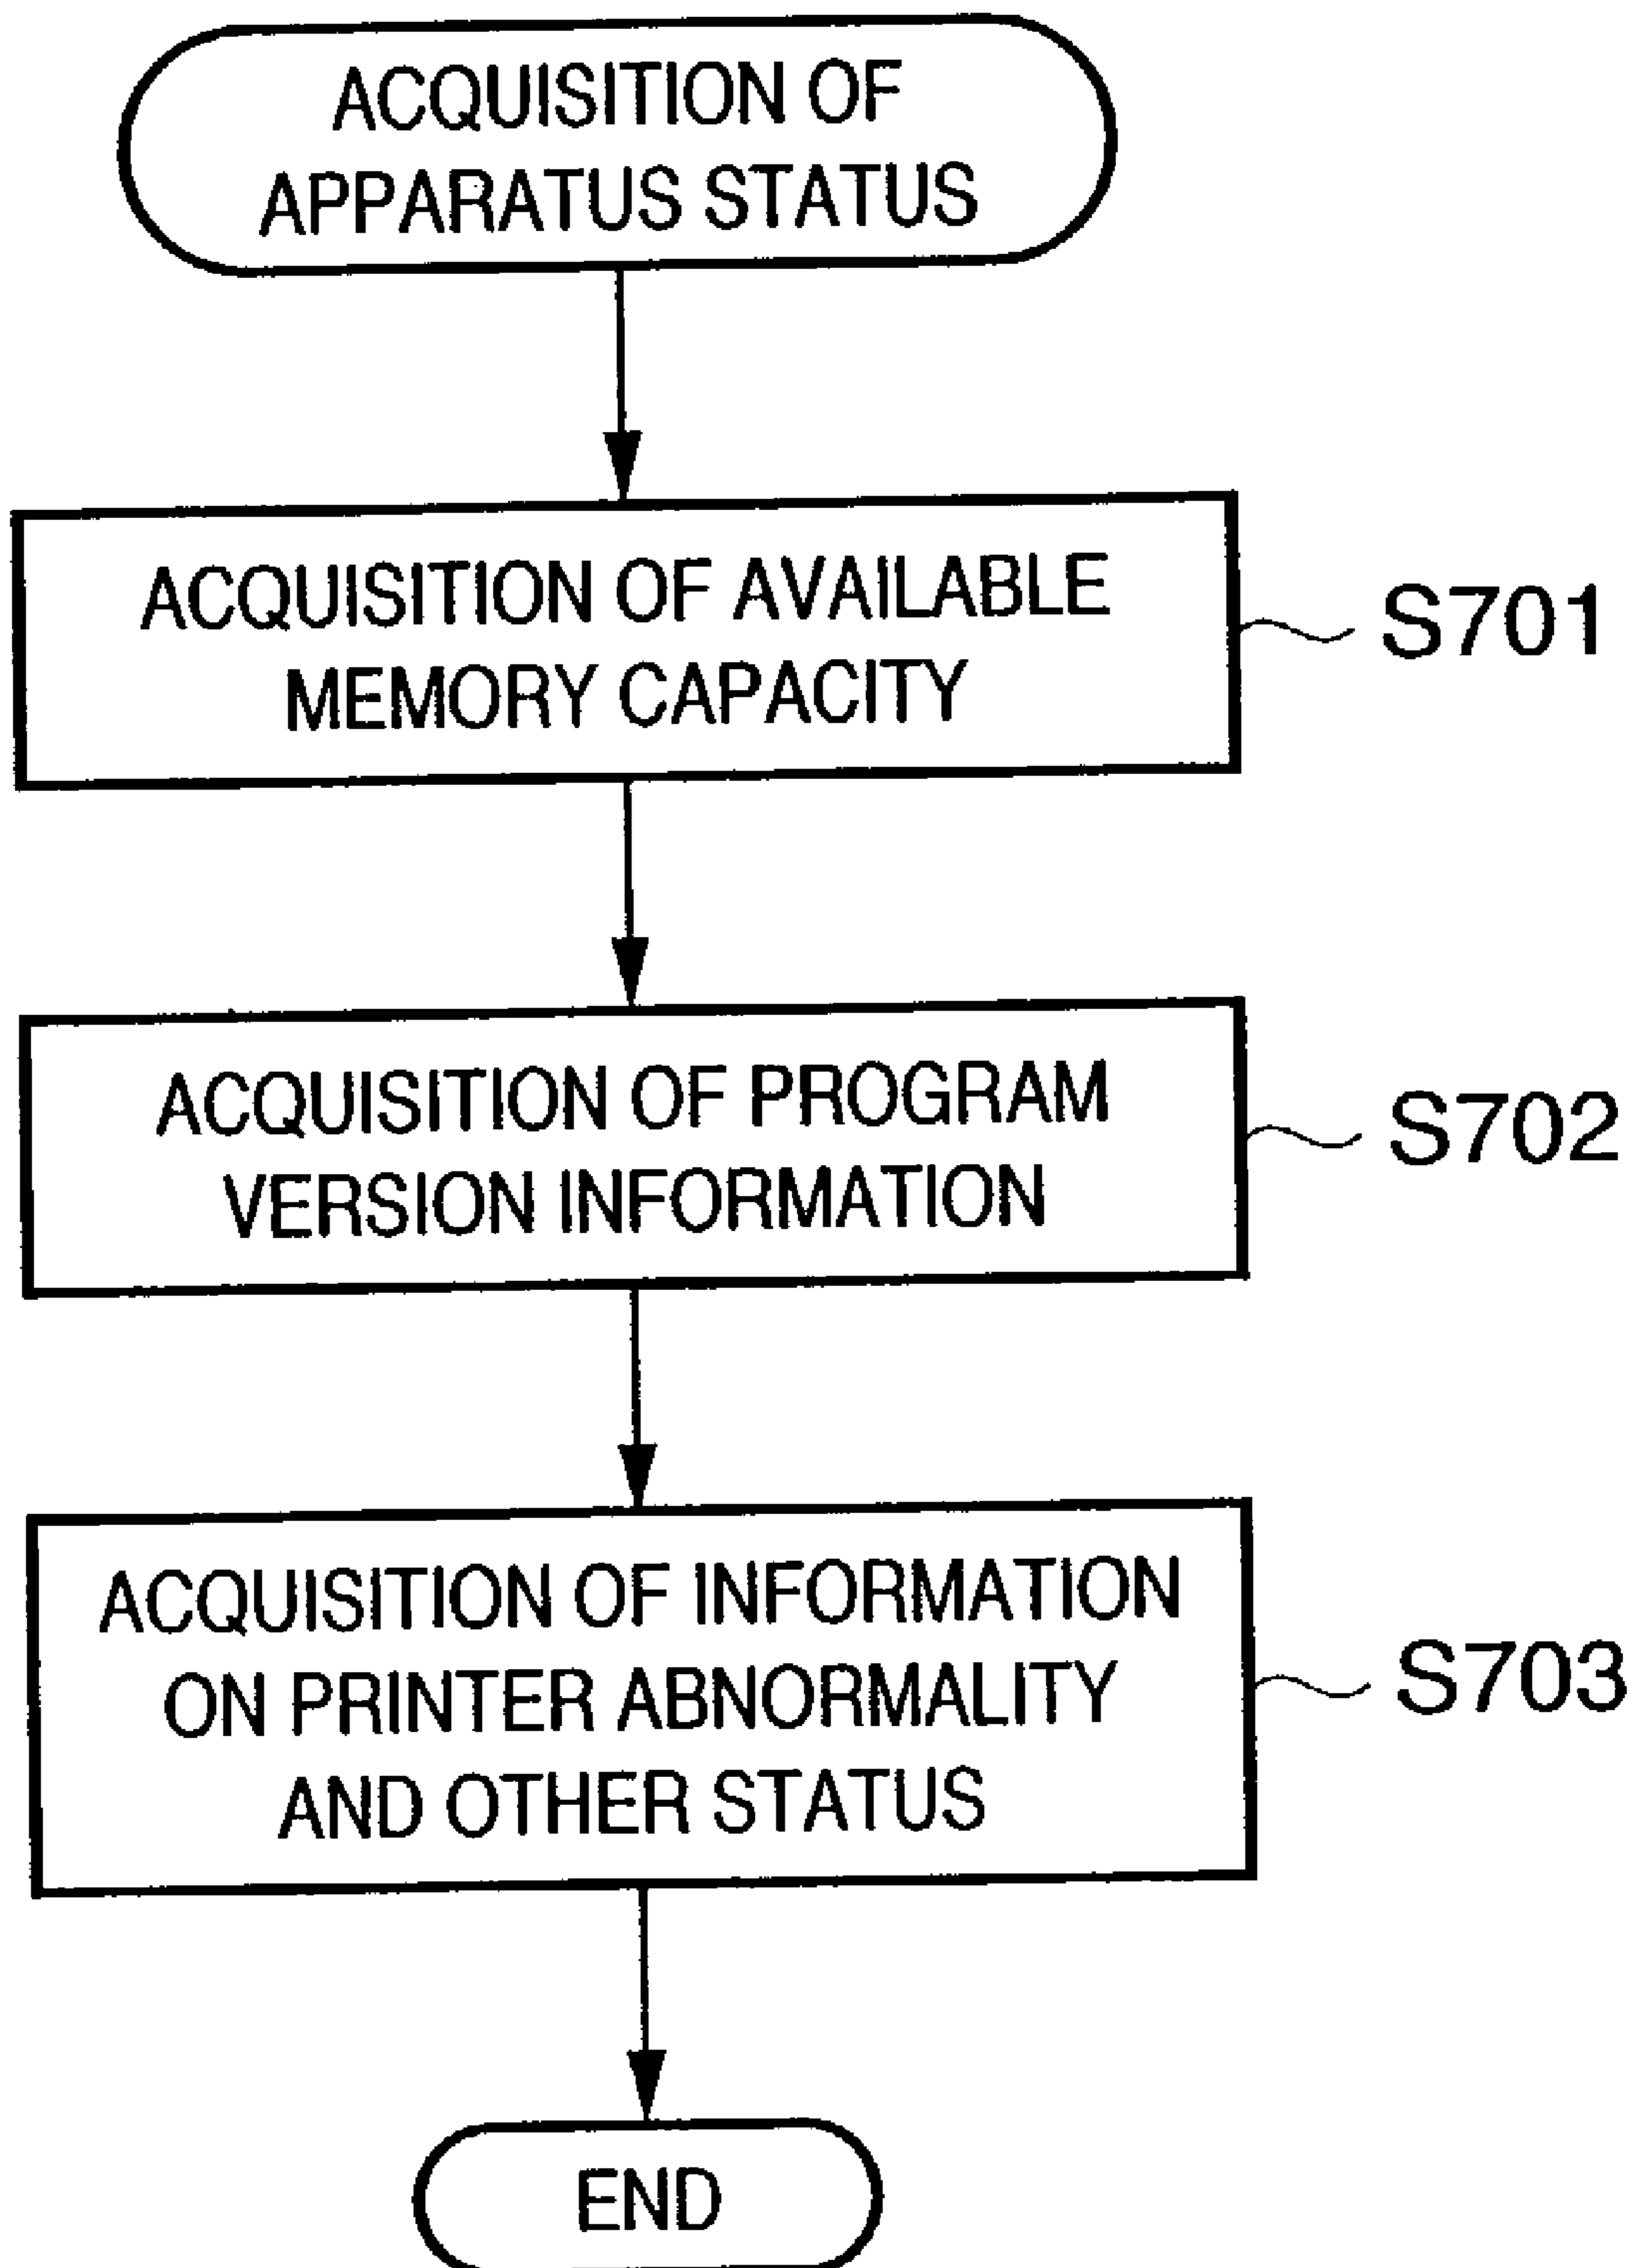 ACQUISITION OF
APPARATUS STATUS
ACQUISITION OF AVAILABLE
MEMORY CAPACITY
S701
ACQUISITION OF PROGRAM
VERSION INFORMATION
S702
ACQUISITION OF INFORMATION
ON PRINTER ABNORMALITY
AND OTHER STATUS
S703
END